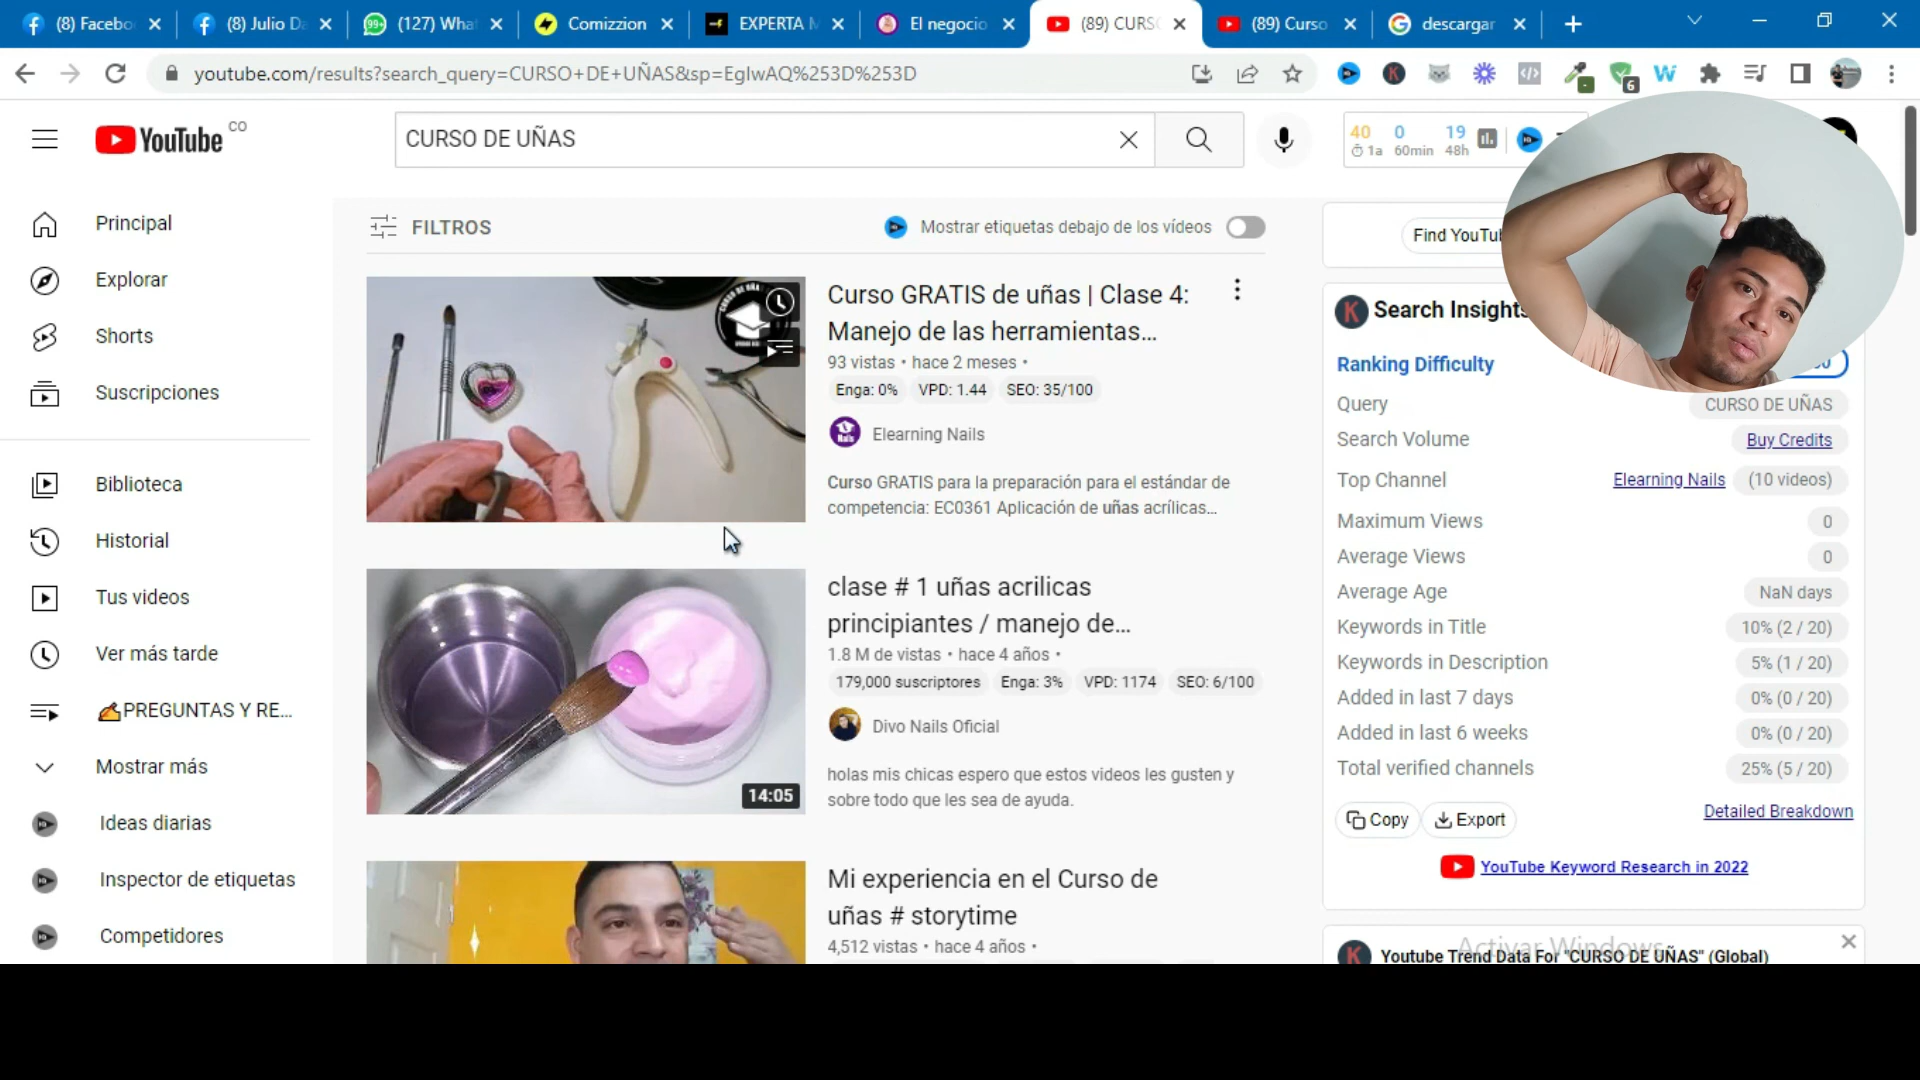 (8) Facebo
(8) Julio Da
(127) What
Comizzion
EXPERTA M
El negocio
(89) CURSO
(89) Curso
descargar
youtube.com/results?search_query=CURSO+DE+UÑAS&sp=EgIwAQ%253D%253D
6
YouTube CO
CURSO DE UÑAS
40 0 19
1a 60min 48h
Principal
Explorar
Shorts
Suscripciones
Biblioteca
Historial
Tus videos
Ver más tarde
✍PREGUNTAS Y RE...
Mostrar más
Ideas diarias
Inspector de etiquetas
Competidores
FILTROS
Mostrar etiquetas debajo de los vídeos
Curso GRATIS de uñas | Clase 4:
Manejo de las herramientas...
93 vistas • hace 2 meses •
Enga: 0% VPD: 1.44 SEO: 35/100
Elearning Nails
Curso GRATIS para la preparación para el estándar de
competencia: EC0361 Aplicación de uñas acrílicas...
14:05
clase # 1 uñas acrilicas
principiantes / manejo de...
1.8 M de vistas • hace 4 años •
179,000 suscriptores Enga: 3% VPD: 1174 SEO: 6/100
Divo Nails Oficial
holas mis chicas espero que estos videos les gusten y
sobre todo que les sea de ayuda.
Mi experiencia en el Curso de
uñas # storytime
4,512 vistas • hace 4 años •
Find YouTub
Search Insights
Ranking Difficulty
Query CURSO DE UÑAS
Search Volume Buy Credits
Top Channel Elearning Nails (10 videos)
Maximum Views 0
Average Views 0
Average Age NaN days
Keywords in Title 10% (2 / 20)
Keywords in Description 5% (1 / 20)
Added in last 7 days 0% (0 / 20)
Added in last 6 weeks 0% (0 / 20)
Total verified channels 25% (5 / 20)
Copy Export Detailed Breakdown
YouTube Keyword Research in 2022
Activar Windows
Youtube Trend Data For "CURSO DE UÑAS" (Global)